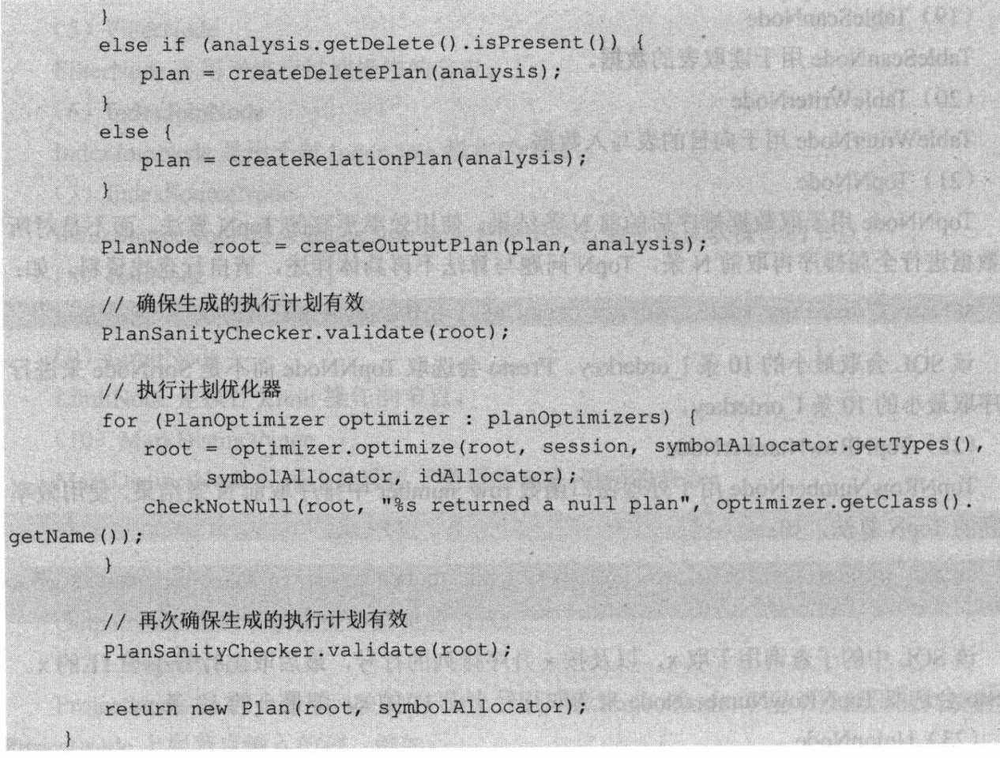 }
else if (analysis.getDelete().isPresent()) {
plan = createDeletePlan(analysis);
}
else {
plan = createRelationPlan(analysis);
}
PlanNode root = createOutputPlan(plan, analysis);
// 确保生成的执行计划有效
PlanSanityChecker.validate(root);
// 执行计划优化器
for (PlanOptimizer optimizer : planOptimizers) {
root = optimizer.optimize(root, session, symbolAllocator.getTypes(),
symbolAllocator, idAllocator);
checkNotNull(root, "%s returned a null plan", optimizer.getClass().
getName());
}
// 再次确保生成的执行计划有效
PlanSanityChecker.validate(root);
return new Plan(root, symbolAllocator);
}